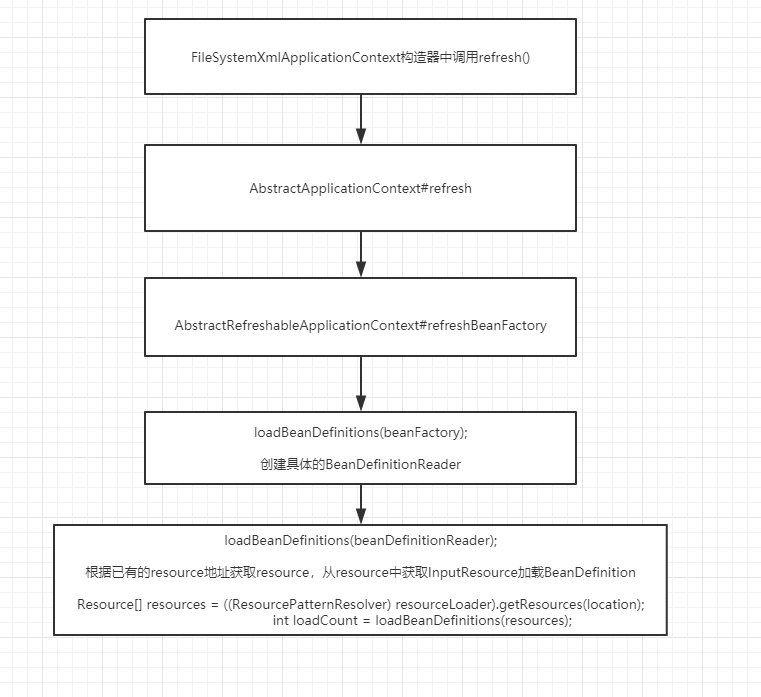 FileSystemXmlApplicationContext构造器中调用refresh()
AbstractApplicationContext#refresh
AbstractRefreshableApplicationContext#refreshBeanFactory
loadBeanDefinitions(beanFactory);
创建具体的BeanDefinitionReader
loadBeanDefinitions(beanDefinitionReader);
根据已有的resource地址获取resource，从resource中获取InputResource加载BeanDefinition
Resource[] resources = ((ResourcePatternResolver) resourceLoader).getResources(location);
int loadCount = loadBeanDefinitions(resources);